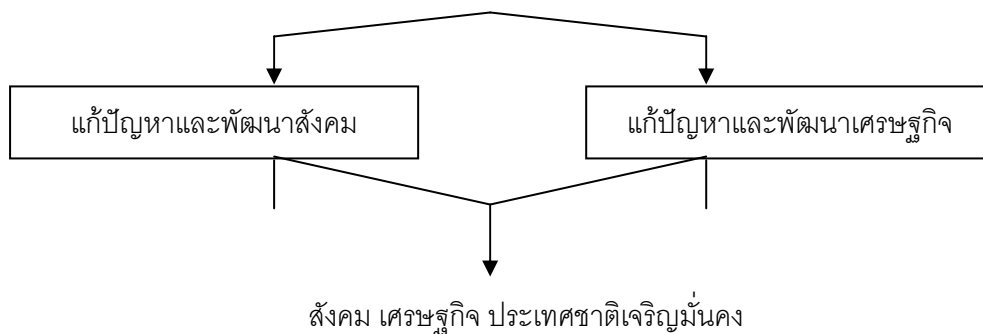 แก้ปัญหาและพัฒนาสังคม
แก้ปัญหาและพัฒนาเศรษฐกิจ
สังคม เศรษฐกิจ ประเทศชาติเจริญมั่นคง